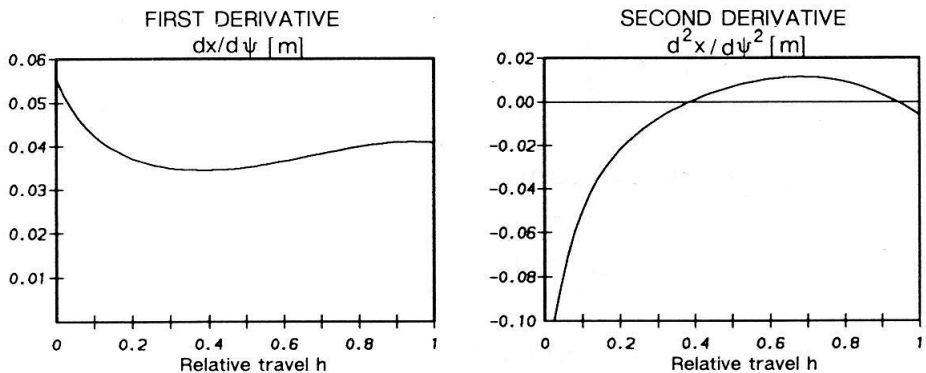 FIRST DERIVATIVE
dx/dψ [m]
0.06
0.05
0.04
0.03
0.02
0.01
0 0.2 0.4 0.6 0.8 1
Relative travel h
SECOND DERIVATIVE
d²x/dψ² [m]
0.02
0.00
-0.02
-0.04
-0.06
-0.08
-0.10
0 0.2 0.4 0.6 0.8 1
Relative travel h